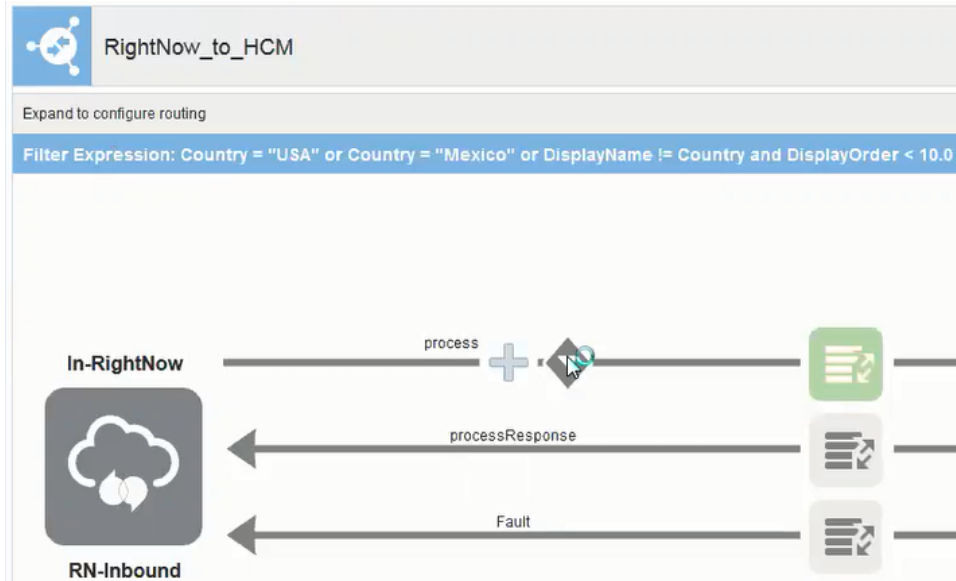 RightNow_to_HCM
Expand to configure routing
Filter Expression: Country = "USA" or Country = "Mexico" or DisplayName != Country and DisplayOrder < 10.0
process
In-RightNow
processResponse
Fault
RN-Inbound